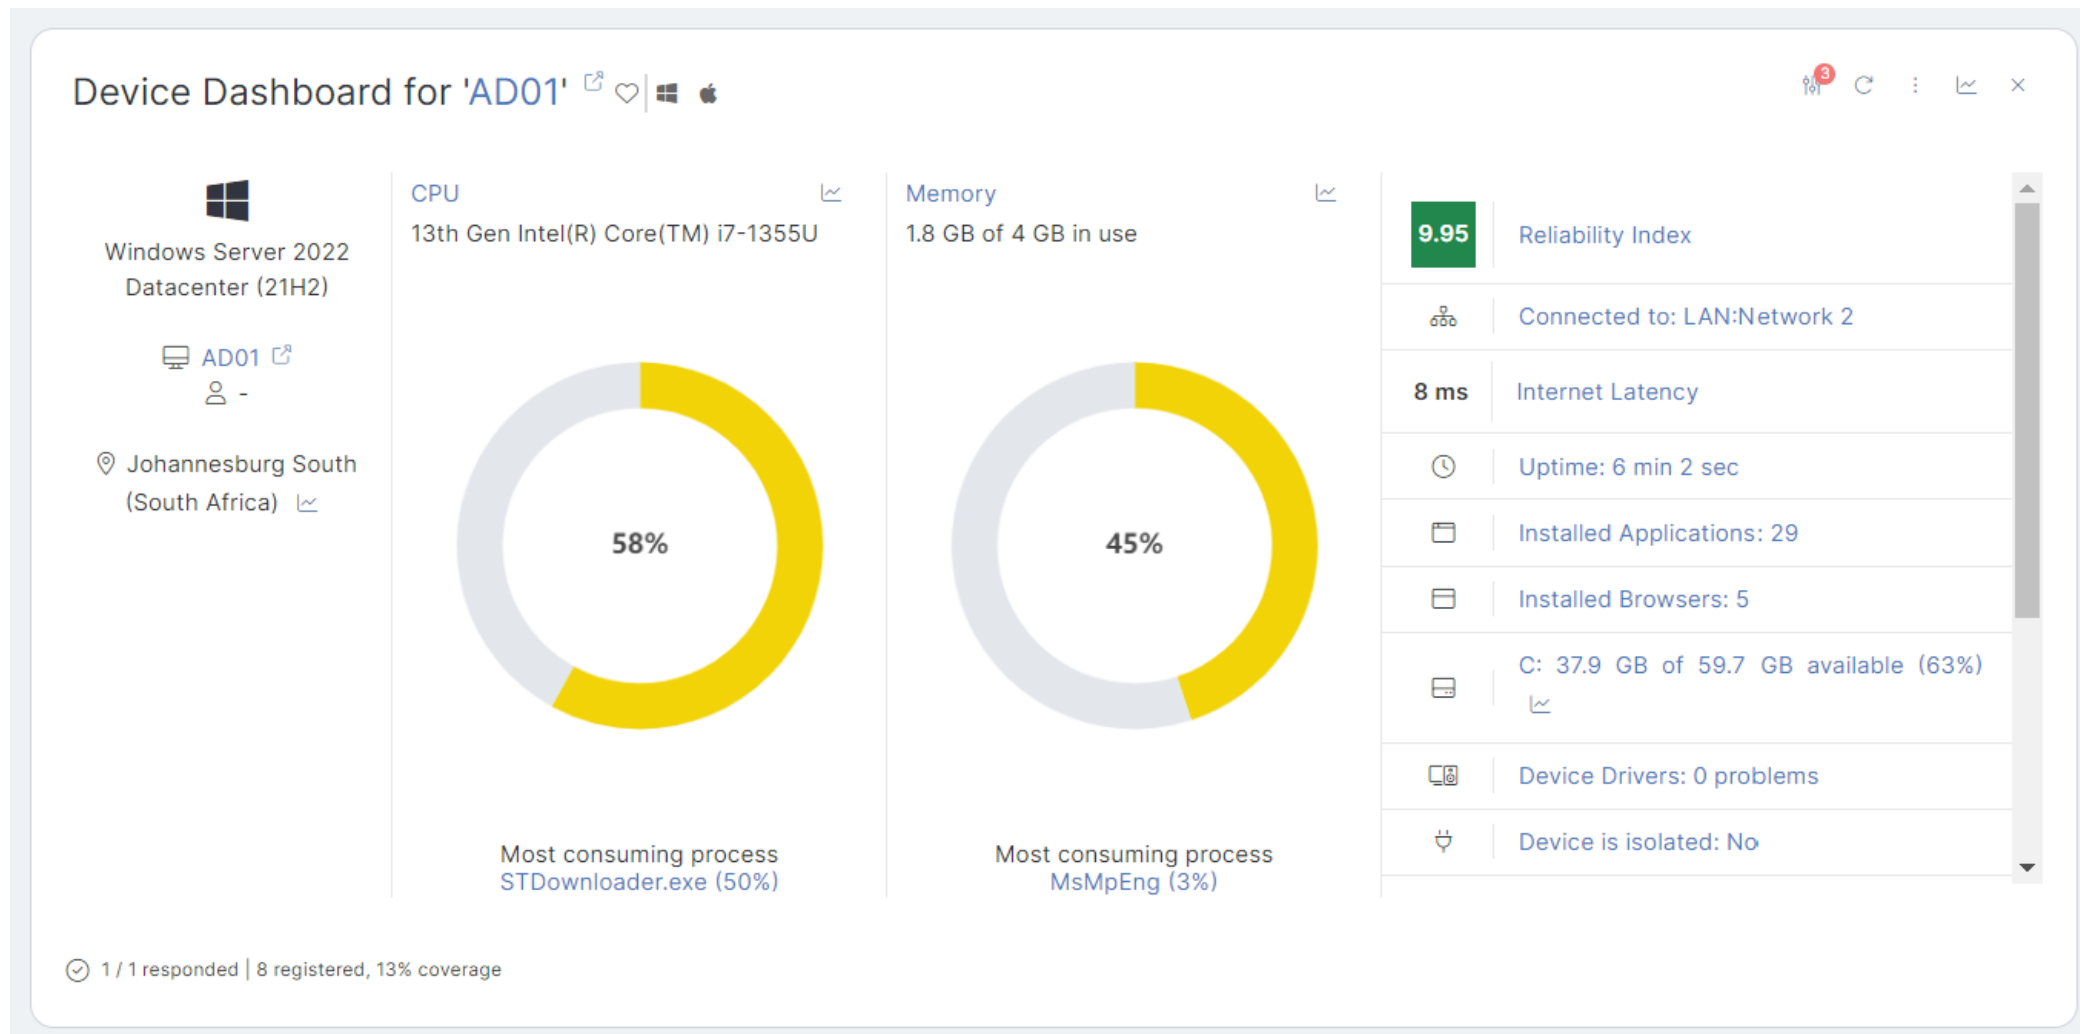 Device Dashboard for 'AD01'
3
Windows Server 2022
Datacenter (21H2)
AD01
-
Johannesburg South
(South Africa)
CPU
13th Gen Intel(R) Core(TM) i7-1355U
58%
Most consuming process
STDownloader.exe (50%)
Memory
1.8 GB of 4 GB in use
45%
Most consuming process
MsMpEng (3%)
9.95 Reliability Index
Connected to: LAN:Network 2
8 ms Internet Latency
Uptime: 6 min 2 sec
Installed Applications: 29
Installed Browsers: 5
C: 37.9 GB of 59.7 GB available (63%)
Device Drivers: 0 problems
Device is isolated: No
1 / 1 responded | 8 registered, 13% coverage